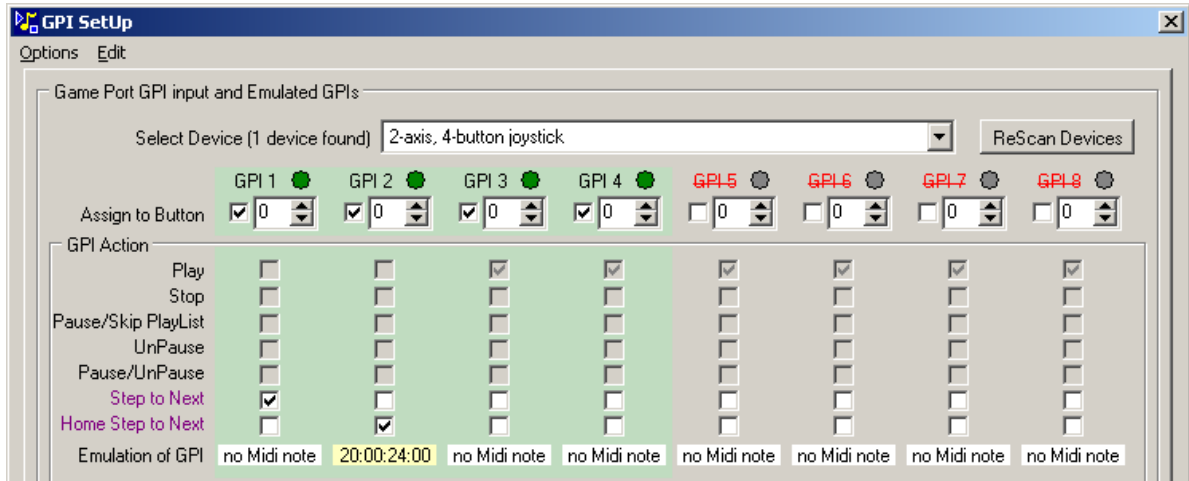 GPI SetUp
Options Edit
Game Port GPI input and Emulated GPIs
Select Device (1 device found) 2-axis, 4-button joystick ReScan Devices
GPI 1 GPI 2 GPI 3 GPI 4 GPI 5 GPI 6 GPI 7 GPI 8
Assign to Button 0 0 0 0 0 0 0 0
GPI Action
Play
Stop
Pause/Skip PlayList
UnPause
Pause/UnPause
Step to Next
Home Step to Next
Emulation of GPI no Midi note 20:00:24:00 no Midi note no Midi note no Midi note no Midi note no Midi note no Midi note